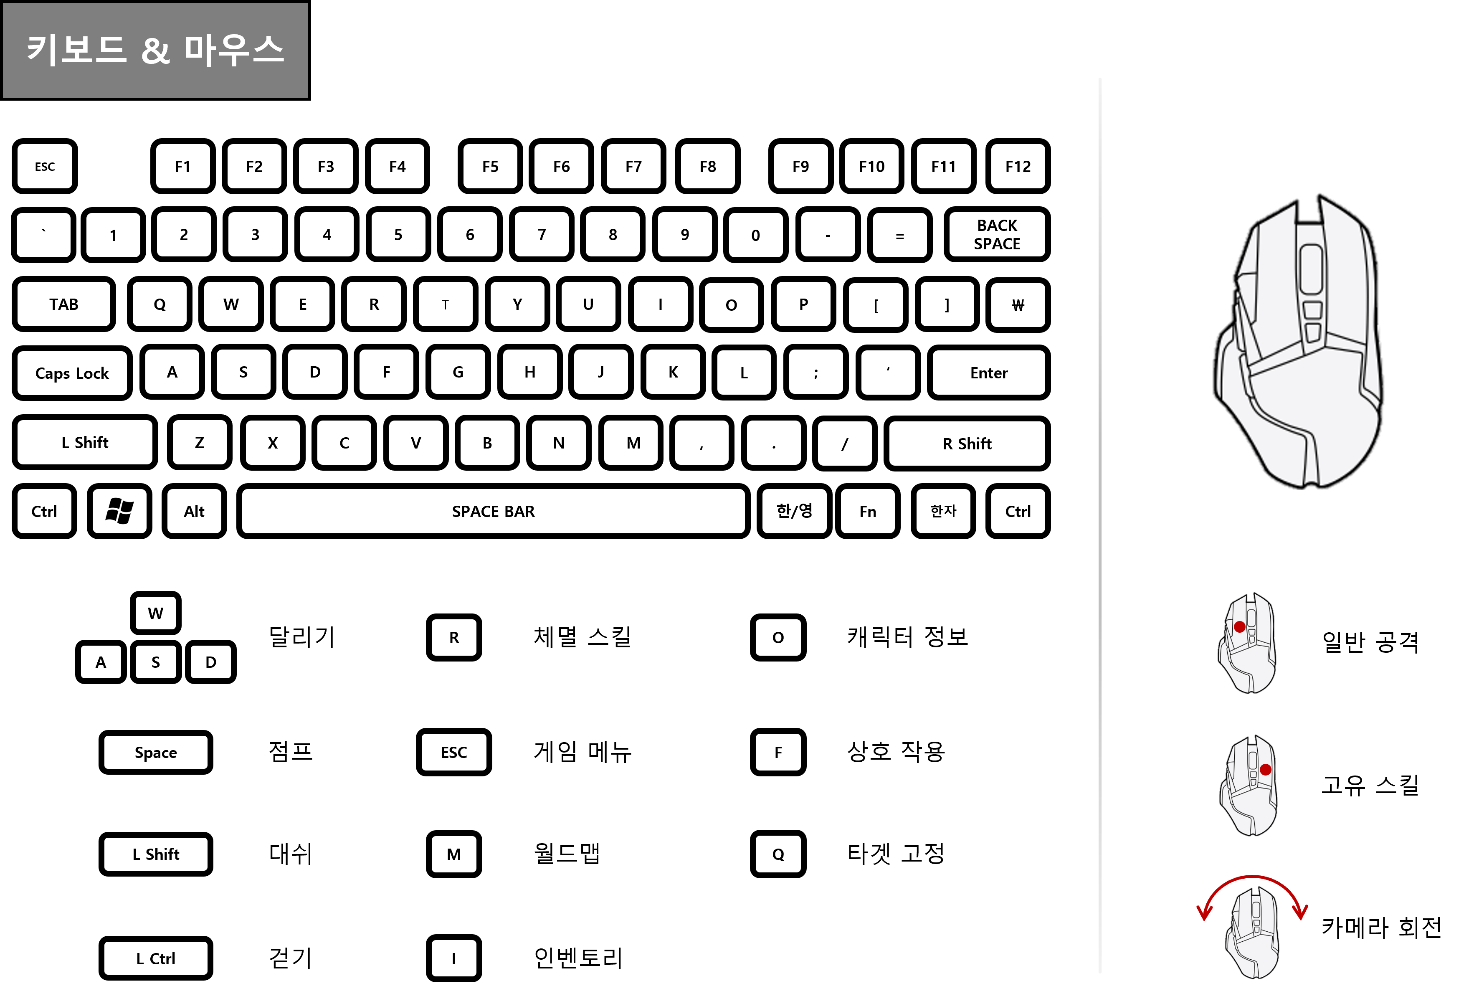 키보드 & 마우스
ESC F1 F2 F3 F4 F5 F6 F7 F8 F9 F10 F11 F12
` 1 2 3 4 5 6 7 8 9 0 - = BACK SPACE
TAB Q W E R T Y U I O P [ ] ₩
Caps Lock A S D F G H J K L ; ‘ Enter
L Shift Z X C V B N M , . / R Shift
Ctrl Alt SPACE BAR 한/영 Fn 한자 Ctrl
W
A S D 달리기
R 체멸 스킬
O 캐릭터 정보
일반 공격
Space 점프
ESC 게임 메뉴
F 상호 작용
고유 스킬
L Shift 대쉬
M 월드맵
Q 타겟 고정
카메라 회전
L Ctrl 걷기
I 인벤토리